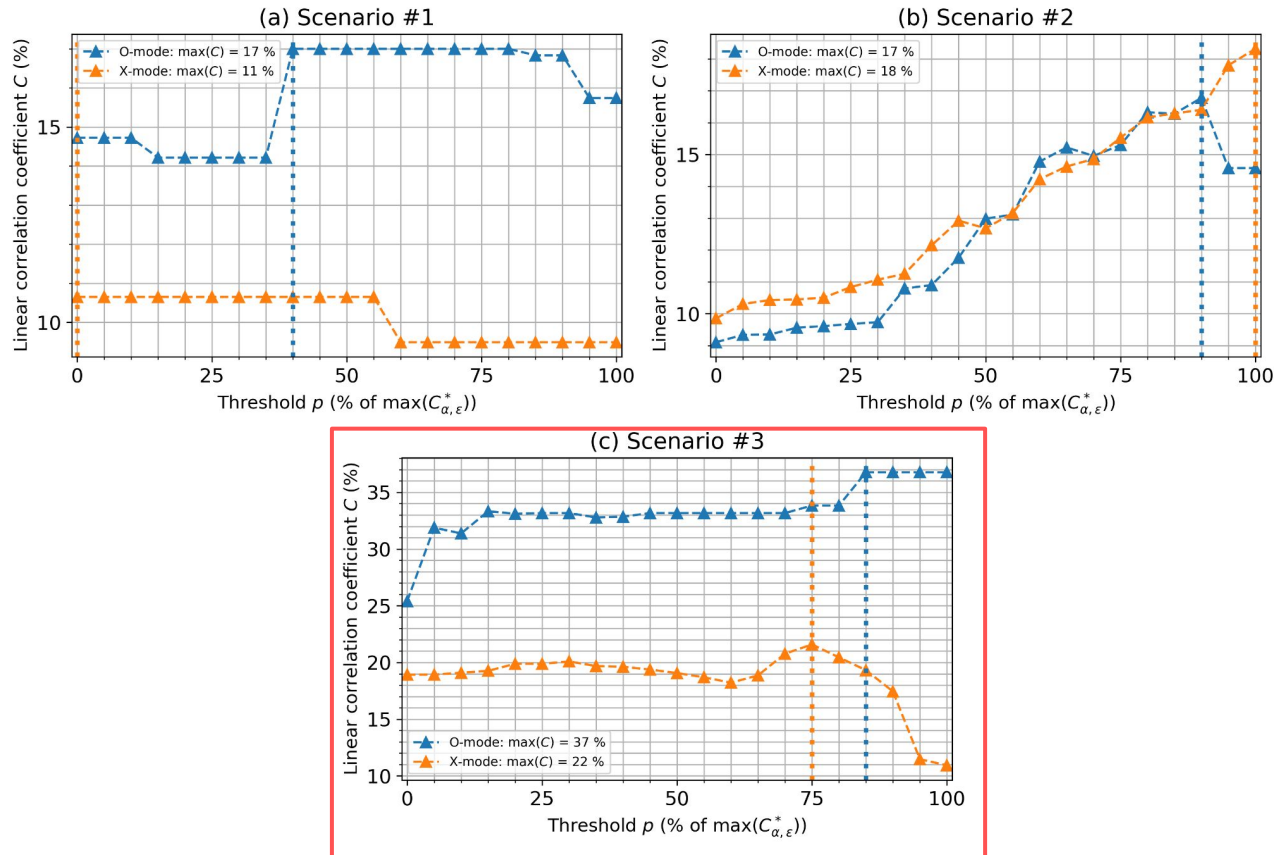 (a) Scenario #1
Linear correlation coefficient C (%)
O-mode: max(C) = 17 %
X-mode: max(C) = 11 %
15
10
0 25 50 75 100
Threshold p (% of max(C*α, ε))
(b) Scenario #2
Linear correlation coefficient C (%)
O-mode: max(C) = 17 %
X-mode: max(C) = 18 %
15
10
0 25 50 75 100
Threshold p (% of max(C*α, ε))
(c) Scenario #3
Linear correlation coefficient C (%)
35
30
25
20
15
10
O-mode: max(C) = 37 %
X-mode: max(C) = 22 %
0 25 50 75 100
Threshold p (% of max(C*α, ε))